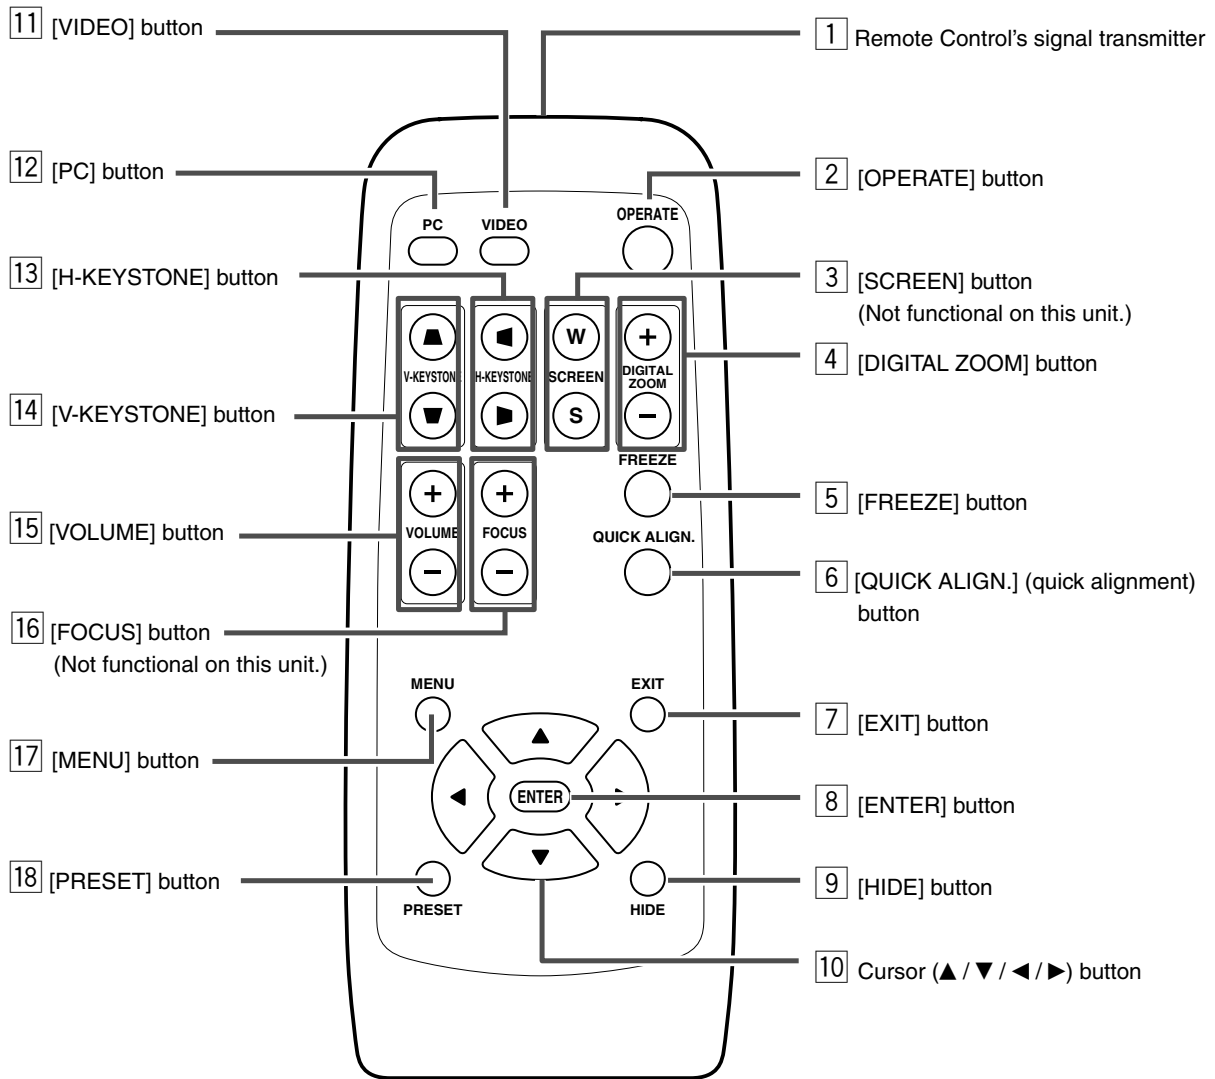 11 [VIDEO] button
1 Remote Control's signal transmitter
12 [PC] button
2 [OPERATE] button
PC VIDEO OPERATE
13 [H-KEYSTONE] button
3 [SCREEN] button
(Not functional on this unit.)
W +
4 [DIGITAL ZOOM] button
V-KEYSTONE H-KEYSTONE SCREEN DIGITAL
ZOOM
14 [V-KEYSTONE] button
S −
FREEZE
+ +
5 [FREEZE] button
15 [VOLUME] button
VOLUME FOCUS QUICK ALIGN.
− −
6 [QUICK ALIGN.] (quick alignment)
button
16 [FOCUS] button
(Not functional on this unit.)
MENU EXIT
7 [EXIT] button
17 [MENU] button
▲
◀ ENTER ▶
8 [ENTER] button
▼
18 [PRESET] button
9 [HIDE] button
PRESET HIDE
10 Cursor (▲ / ▼ / ◀ / ▶) button